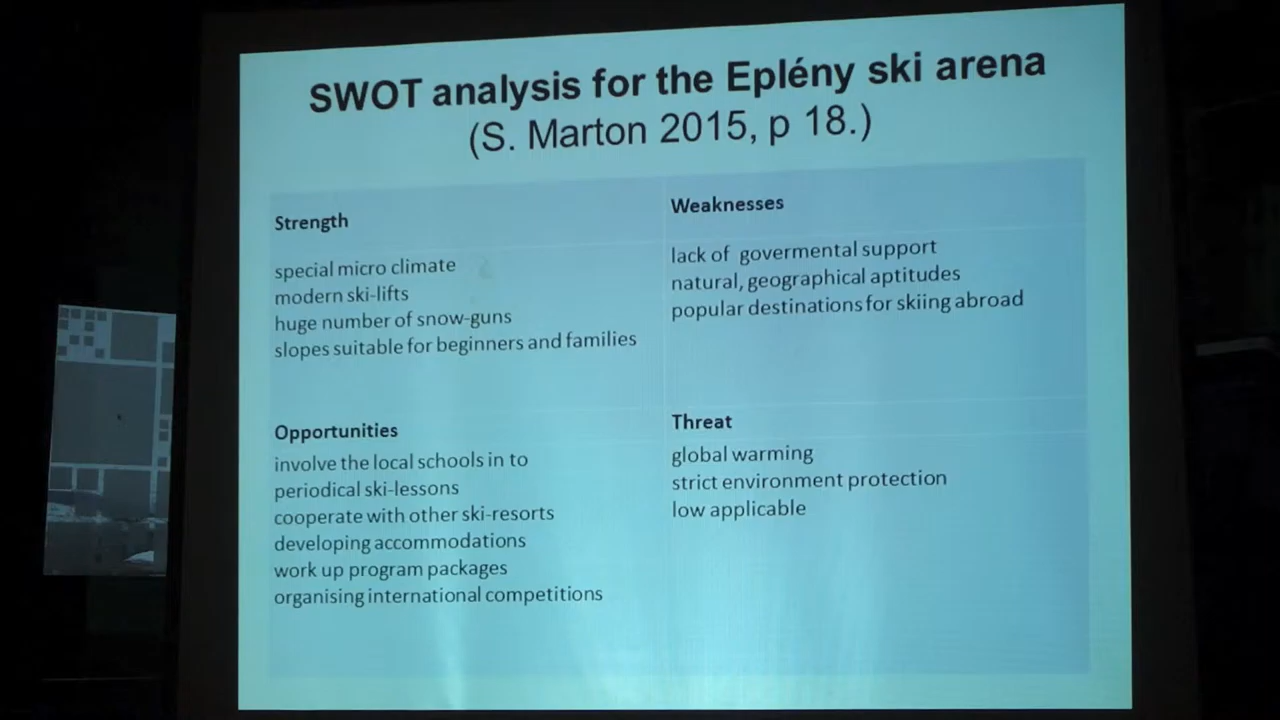 SWOT analysis for the Eplény ski arena
(S. Marton 2015, p 18.)
Strength
special micro climate
modern ski-lifts
huge number of snow-guns
slopes suitable for beginners and families
Weaknesses
lack of govermental support
natural, geographical aptitudes
popular destinations for skiing abroad
Opportunities
involve the local schools in to
periodical ski-lessons
cooperate with other ski-resorts
developing accommodations
work up program packages
organising international competitions
Threat
global warming
strict environment protection
low applicable